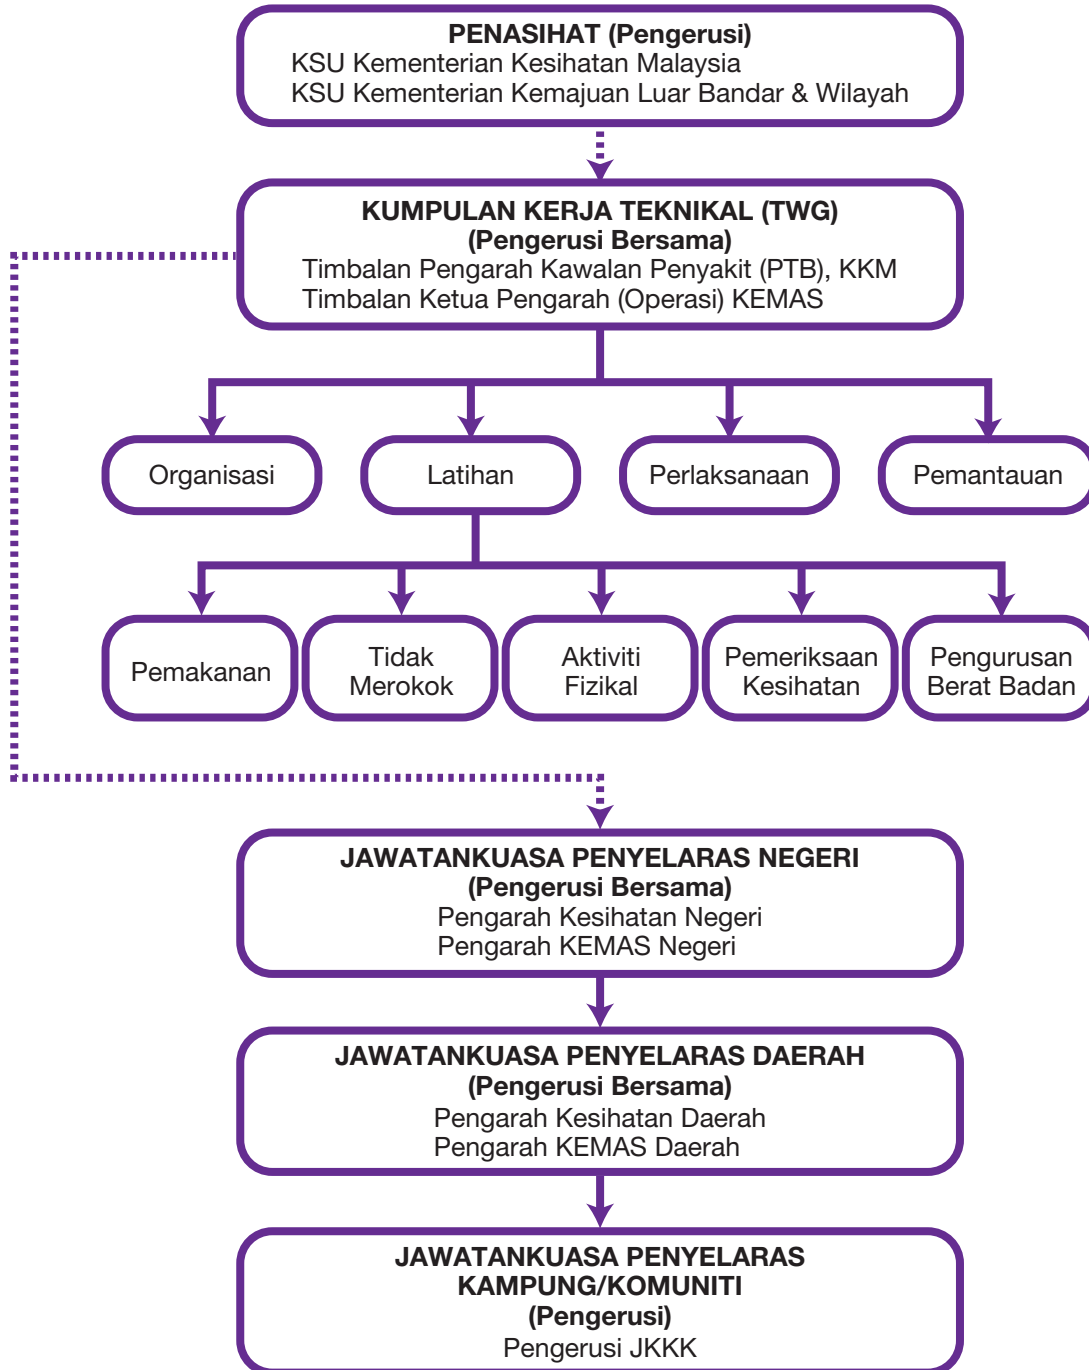 PENASIHAT (Pengerusi)
KSU Kementerian Kesihatan Malaysia
KSU Kementerian Kemajuan Luar Bandar & Wilayah
KUMPULAN KERJA TEKNIKAL (TWG)
(Pengerusi Bersama)
Timbalan Pengarah Kawalan Penyakit (PTB), KKM
Timbalan Ketua Pengarah (Operasi) KEMAS
Organisasi
Latihan
Perlaksanaan
Pemantauan
Pemakanan
Tidak
Merokok
Aktiviti
Fizikal
Pemeriksaan
Kesihatan
Pengurusan
Berat Badan
JAWATANKUASA PENYELARAS NEGERI
(Pengerusi Bersama)
Pengarah Kesihatan Negeri
Pengarah KEMAS Negeri
JAWATANKUASA PENYELARAS DAERAH
(Pengerusi Bersama)
Pengarah Kesihatan Daerah
Pengarah KEMAS Daerah
JAWATANKUASA PENYELARAS
KAMPUNG/KOMUNITI
(Pengerusi)
Pengerusi JKKK